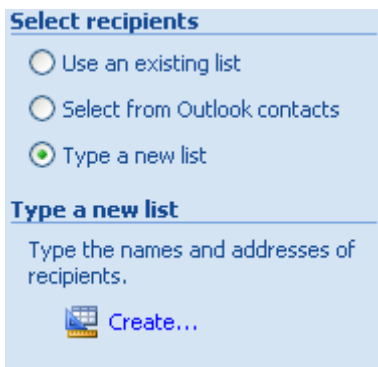 Select recipients
Use an existing list
Select from Outlook contacts
Type a new list
Type a new list
Type the names and addresses of
recipients.
Create...